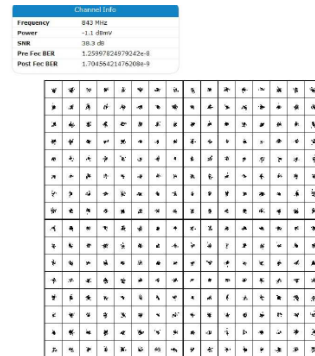 Channel Info
Frequency 843 MHz
Power -1.1 dBmV
SNR 38.3 dB
Pre Fec BER 1.25997824979242e-8
Post Fec BER 1.70456421476208e-9